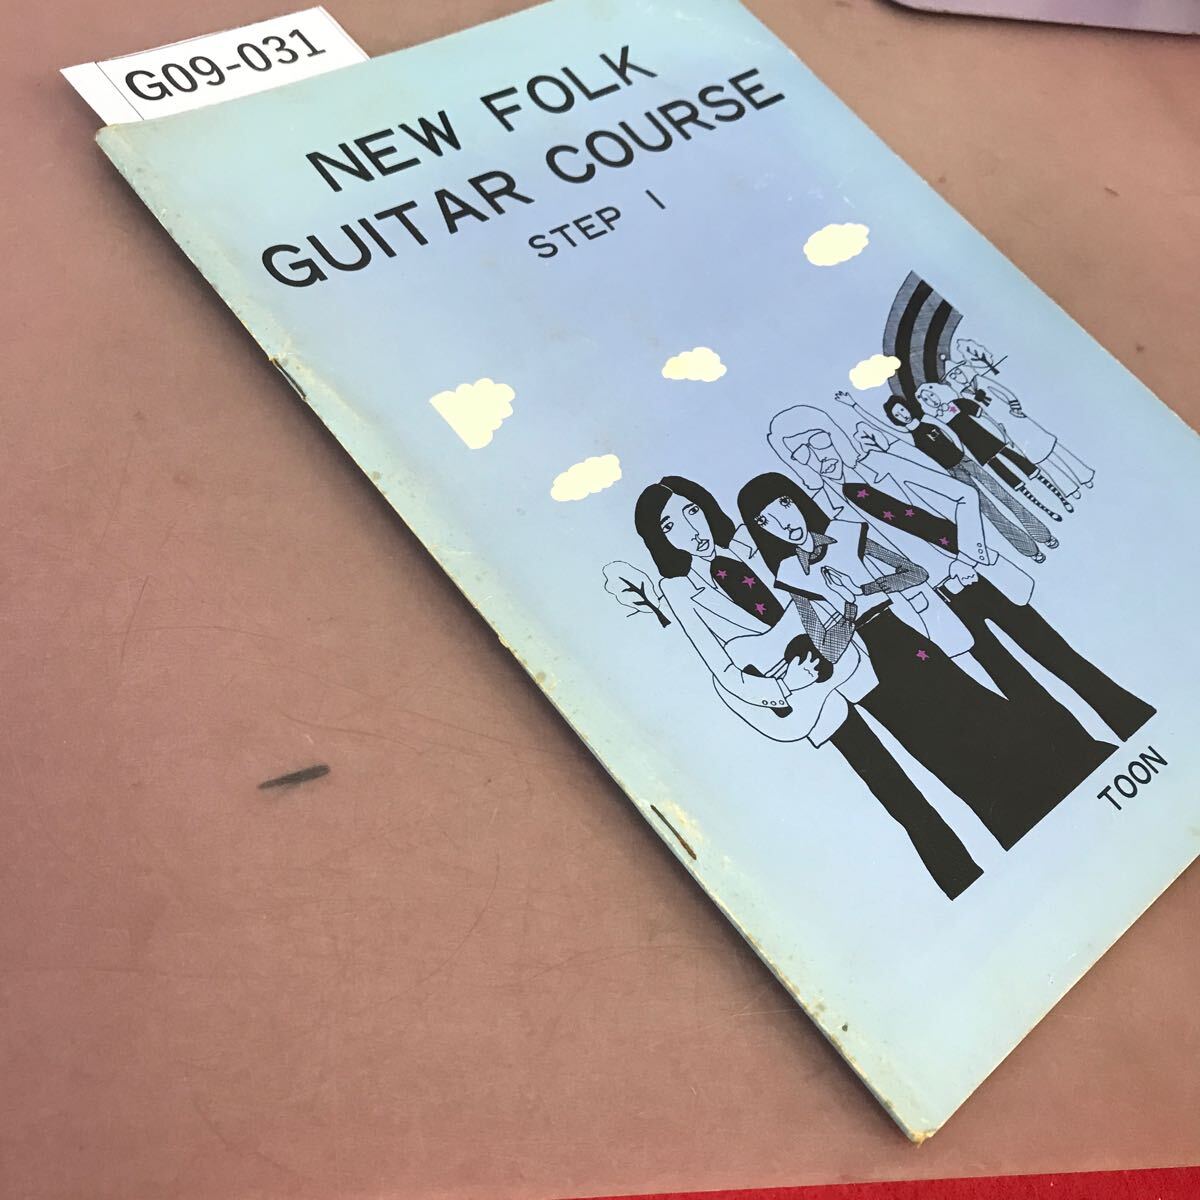 G09-031
NEW FOLK
GUITAR COURSE
STEP I
TOON